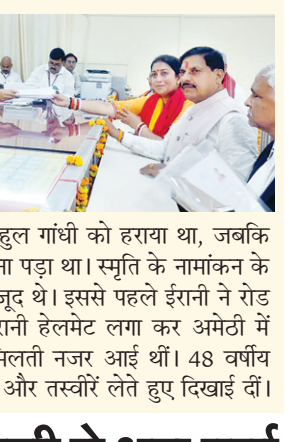 हुल गांधी को हराया था, जबकि
ना पड़ा था। स्मृति के नामांकन के
जूद थे। इससे पहले ईरानी ने रोड
रानी हेलमेट लगा कर अमेठी में
मिलती नजर आई थीं। 48 वर्षीय
और तस्वीरें लेते हुए दिखाई दीं।